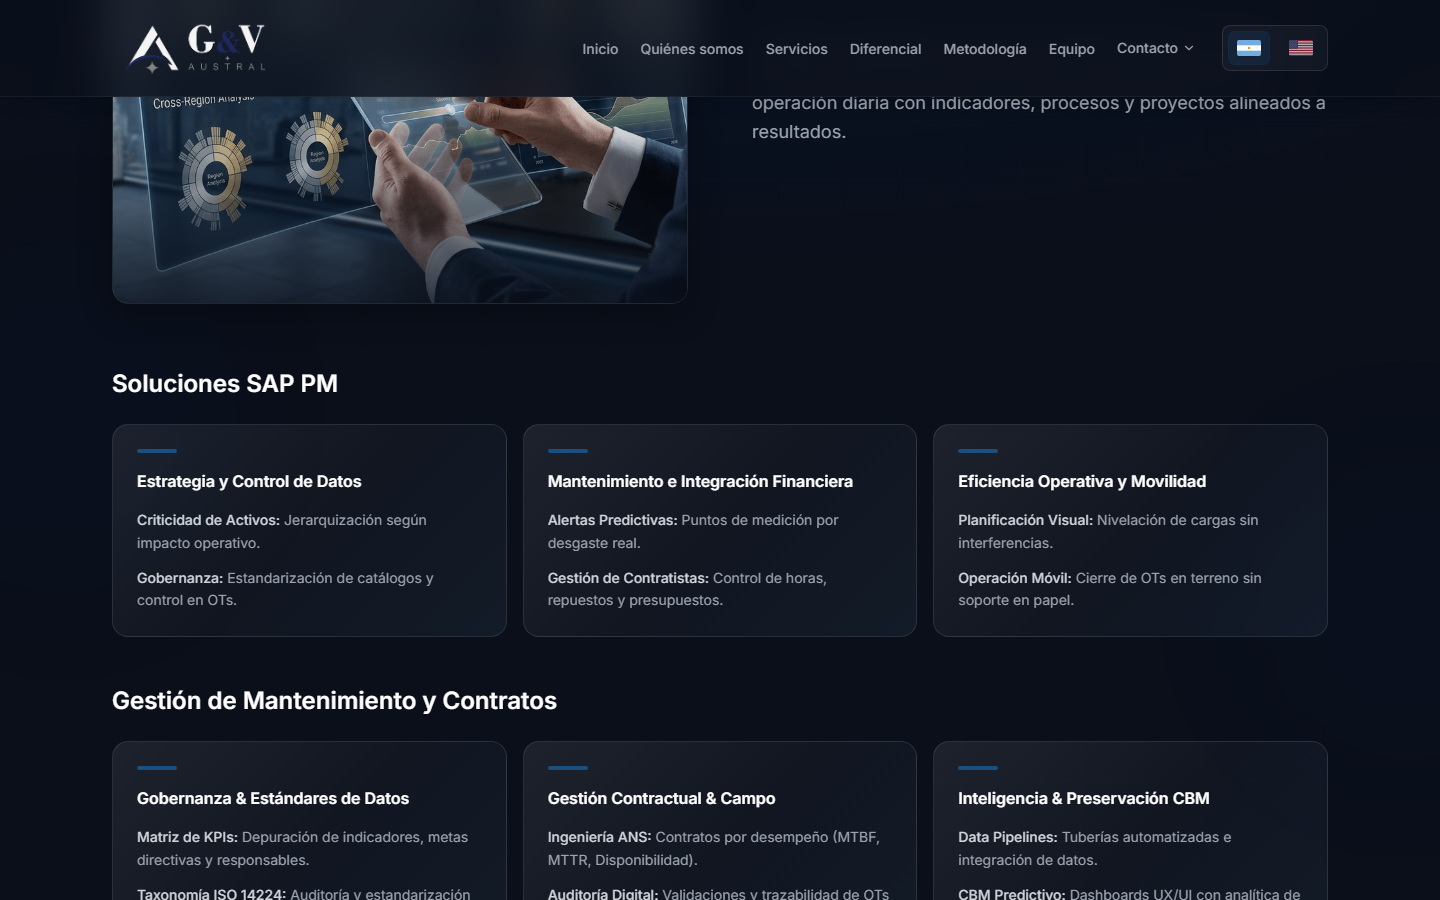 G&V
AUSTRAL
Inicio
Quiénes somos
Servicios
Diferencial
Metodología
Equipo
Contacto
Cross-Region Analysis
Region Analysis
Region Analysis
operación diaria con indicadores, procesos y proyectos alineados a
resultados.
Soluciones SAP PM
Estrategia y Control de Datos
Criticidad de Activos: Jerarquización según
impacto operativo.
Gobernanza: Estandarización de catálogos y
control en OTs.
Mantenimiento e Integración Financiera
Alertas Predictivas: Puntos de medición por
desgaste real.
Gestión de Contratistas: Control de horas,
repuestos y presupuestos.
Eficiencia Operativa y Movilidad
Planificación Visual: Nivelación de cargas sin
interferencias.
Operación Móvil: Cierre de OTs en terreno sin
soporte en papel.
Gestión de Mantenimiento y Contratos
Gobernanza & Estándares de Datos
Matriz de KPIs: Depuración de indicadores, metas
directivas y responsables.
Taxonomía ISO 14224: Auditoría y estandarización
Gestión Contractual & Campo
Ingeniería ANS: Contratos por desempeño (MTBF,
MTTR, Disponibilidad).
Auditoría Digital: Validaciones y trazabilidad de OTs
Inteligencia & Preservación CBM
Data Pipelines: Tuberías automatizadas e
integración de datos.
CBM Predictivo: Dashboards UX/UI con analítica de